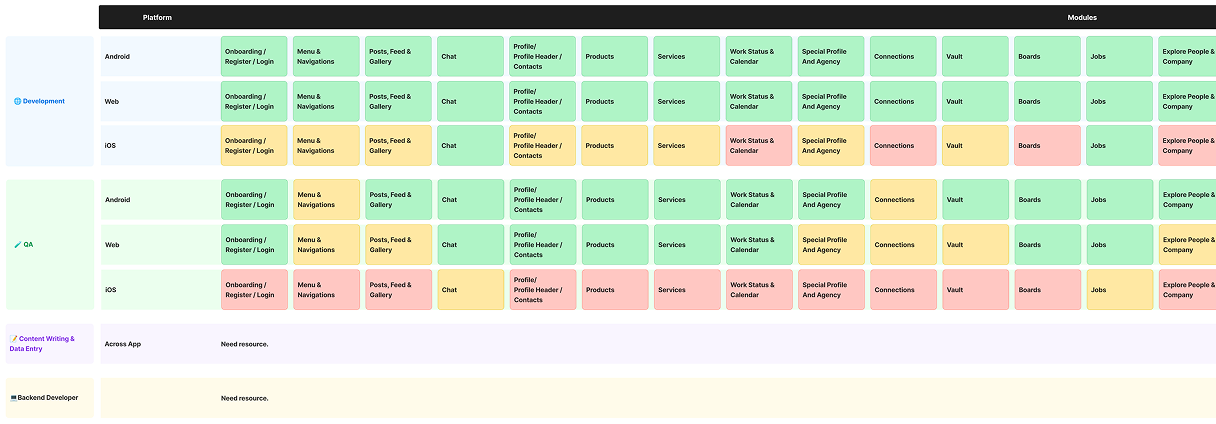 Platform Modules
Onboarding / Menu & Posts, Feed & Profile/ Work Status & Special Profile Explore People &
Android Register / Login Navigations Gallery Chat Profile Header / Products Services Calendar And Agency Connections Vault Boards Jobs Company
Contacts
🌐 Development
Onboarding / Menu & Posts, Feed & Profile/ Work Status & Special Profile Explore People &
Web Register / Login Navigations Gallery Chat Profile Header / Products Services Calendar And Agency Connections Vault Boards Jobs Company
Contacts
Onboarding / Menu & Posts, Feed & Profile/ Work Status & Special Profile Explore People &
iOS Register / Login Navigations Gallery Chat Profile Header / Products Services Calendar And Agency Connections Vault Boards Jobs Company
Contacts
Onboarding / Menu & Posts, Feed & Profile/ Work Status & Special Profile Explore People &
Android Register / Login Navigations Gallery Chat Profile Header / Products Services Calendar And Agency Connections Vault Boards Jobs Company
Contacts
🧪 QA
Onboarding / Menu & Posts, Feed & Profile/ Work Status & Special Profile Explore People &
Web Register / Login Navigations Gallery Chat Profile Header / Products Services Calendar And Agency Connections Vault Boards Jobs Company
Contacts
Onboarding / Menu & Posts, Feed & Profile/ Work Status & Special Profile Explore People &
iOS Register / Login Navigations Gallery Chat Profile Header / Products Services Calendar And Agency Connections Vault Boards Jobs Company
Contacts
📝 Content Writing &
Data Entry
Across App Need resource.
💻Backend Developer Need resource.